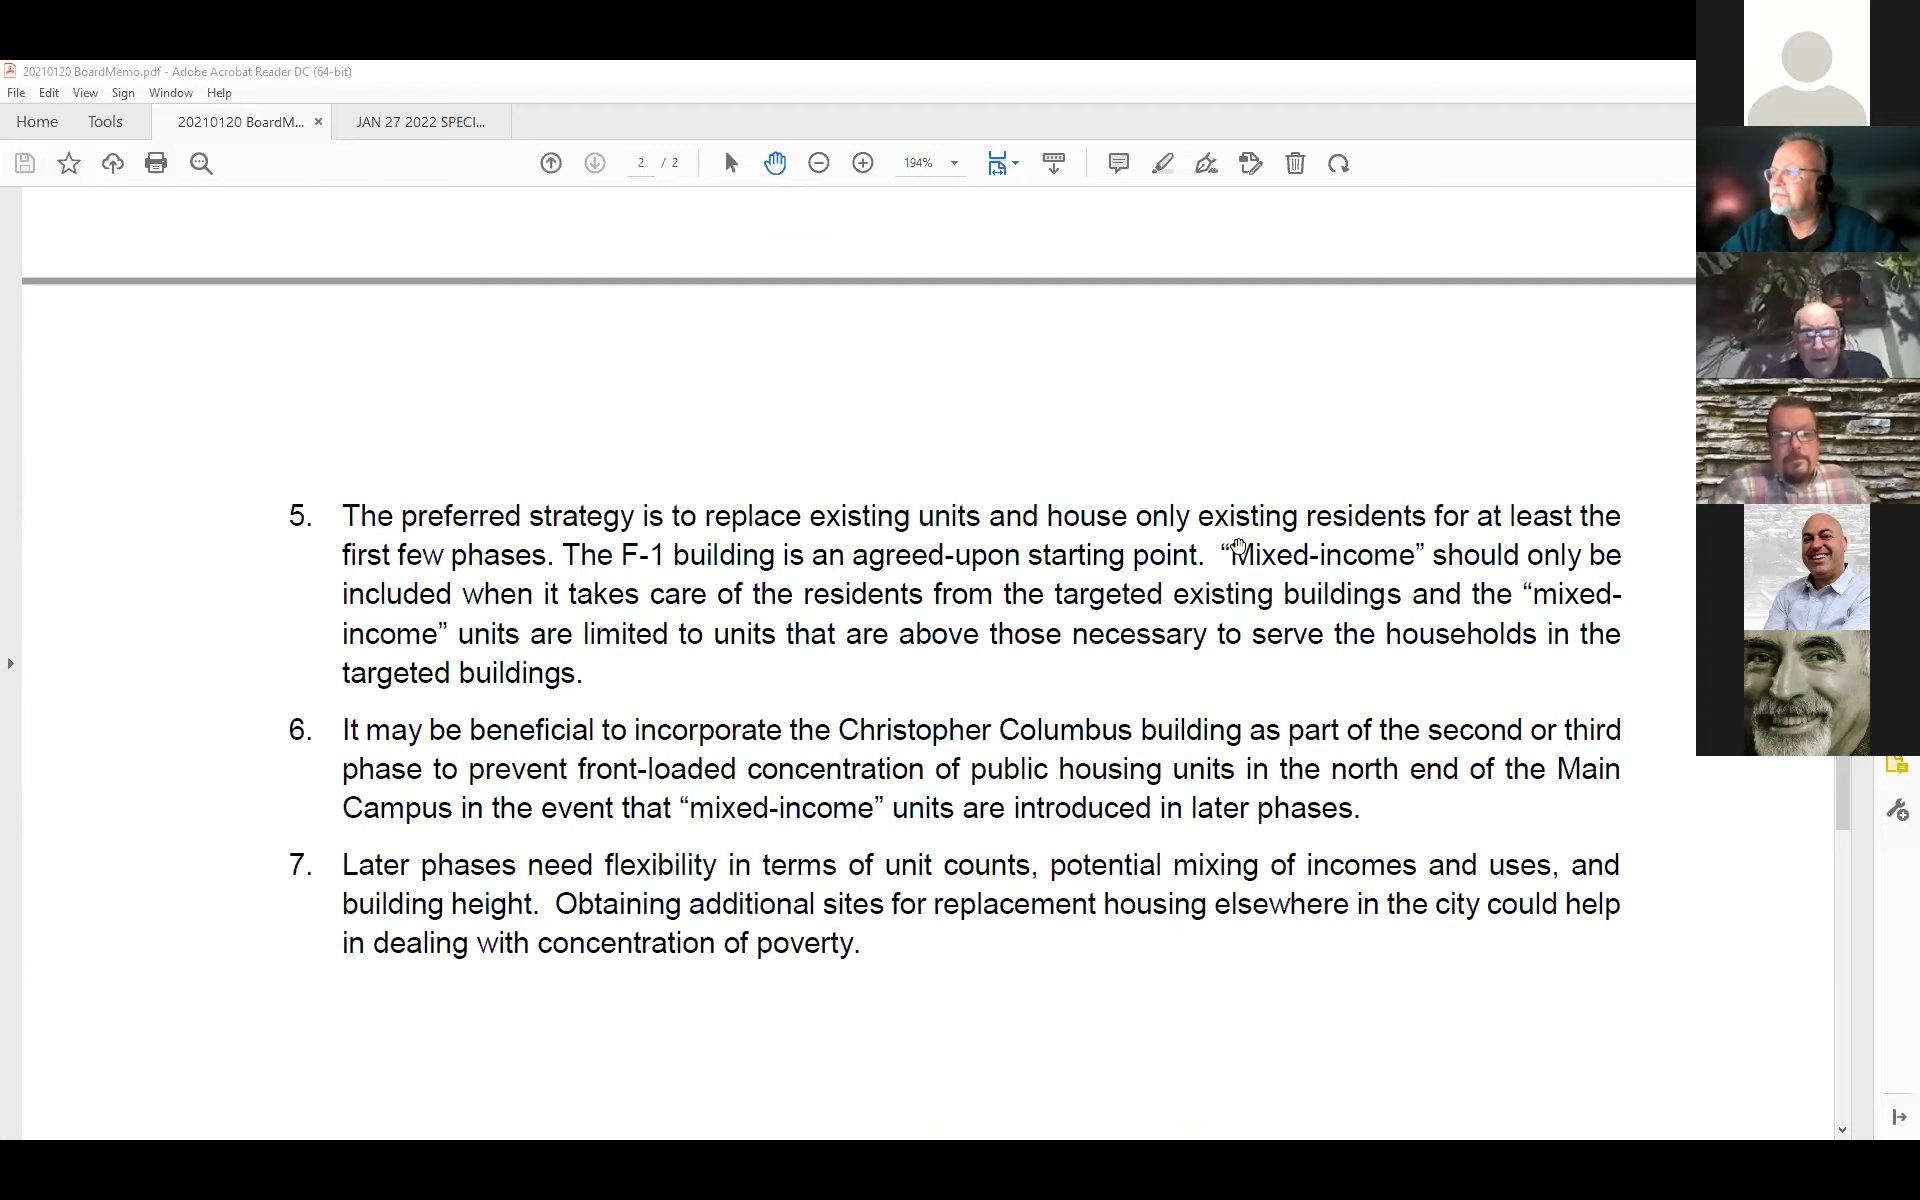 20210120 BoardMemo.pdf - Adobe Acrobat Reader DC (64-bit)
File Edit View Sign Window Help
Home Tools 20210120 BoardM... × JAN 27 2022 SPECI...
2 / 2 194%
5. The preferred strategy is to replace existing units and house only existing residents for at least the
first few phases. The F-1 building is an agreed-upon starting point. “Mixed-income” should only be
included when it takes care of the residents from the targeted existing buildings and the “mixed-
income” units are limited to units that are above those necessary to serve the households in the
targeted buildings.
6. It may be beneficial to incorporate the Christopher Columbus building as part of the second or third
phase to prevent front-loaded concentration of public housing units in the north end of the Main
Campus in the event that “mixed-income” units are introduced in later phases.
7. Later phases need flexibility in terms of unit counts, potential mixing of incomes and uses, and
building height. Obtaining additional sites for replacement housing elsewhere in the city could help
in dealing with concentration of poverty.